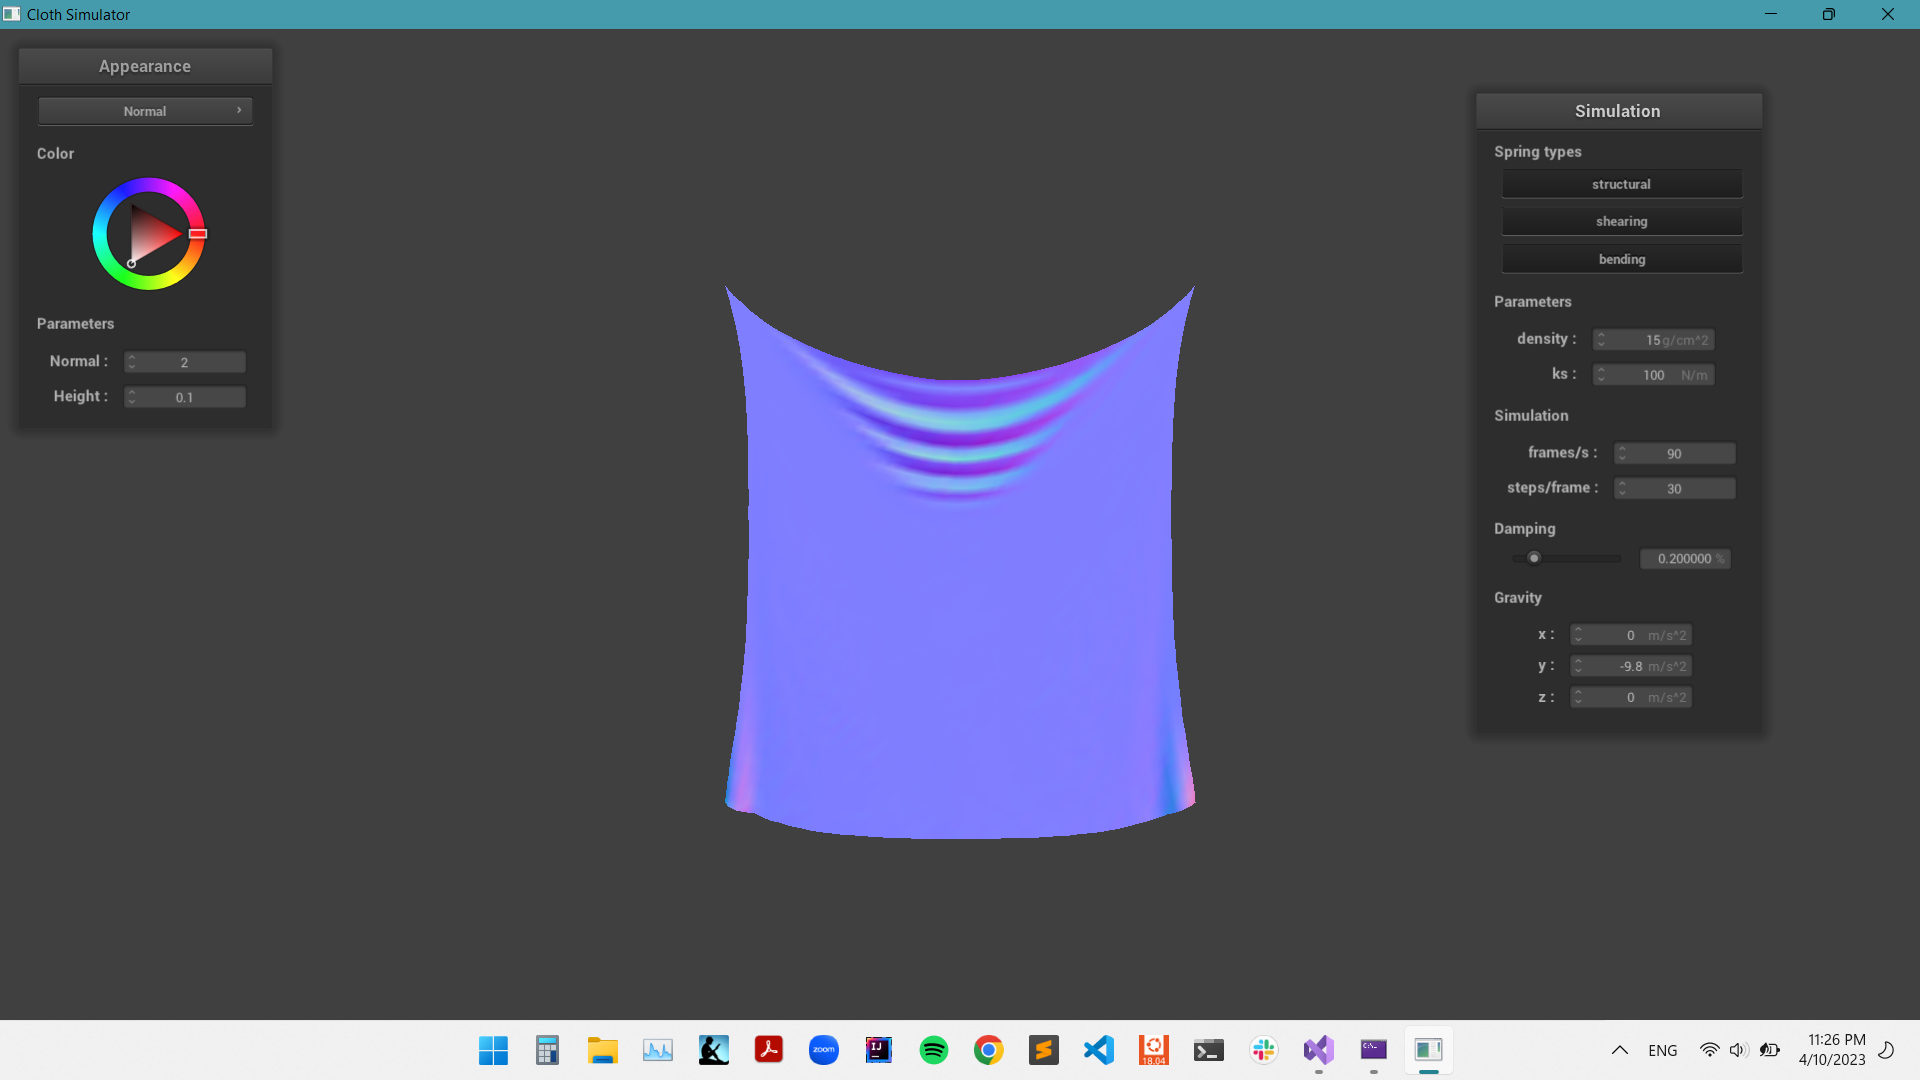 Cloth Simulator
Appearance
Normal
Color
Parameters
Normal : 2
Height : 0.1
Simulation
Spring types
structural
shearing
bending
Parameters
density : 15 g/cm^2
ks : 100 N/m
Simulation
frames/s : 90
steps/frame : 30
Damping
0.200000 %
Gravity
x : 0 m/s^2
y : -9.8 m/s^2
z : 0 m/s^2
zoom
IJ
18.04
C:\.
ENG
11:26 PM
4/10/2023